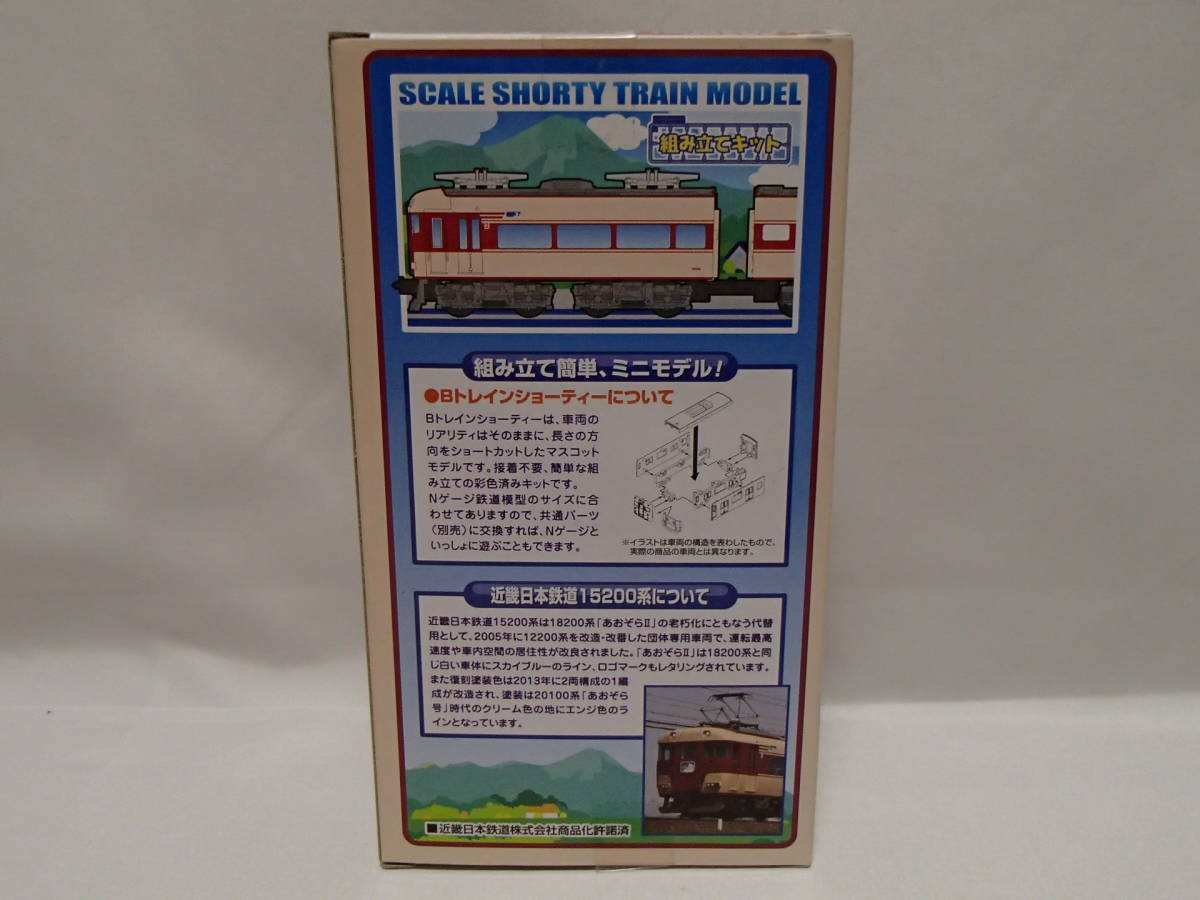 SCALE SHORTY TRAIN MODEL
組み立てキット
組み立て簡単、ミニモデル!
●Bトレインショーティーについて
Bトレインショーティーは、車両の
リアリティはそのままに、長さの方
向をショートカットしたマスコット
モデルです。接着不要、簡単な組
み立ての彩色済みキットです。
Nゲージ鉄道模型のサイズに合
わせてありますので、共通パーツ
(別売)に交換すれば、Nゲージと
いっしょに遊ぶこともできます。
※イラストは車両の構造を表わしたもので、
実際の商品の車両とは異なります。
近畿日本鉄道15200系について
近畿日本鉄道15200系は18200系「あおぞらⅡ」の老朽化にともなう代替
用として、2005年に12200系を改造・改番した団体専用車両で、運転最高
速度や車内空間の居住性が改良されました。「あおぞらⅡ」は18200系と同
じ白い車体にスカイブルーのライン、ロゴマークもレタリングされています。
また復刻塗装色は2013年に2両構成の1編
成が改造され、塗装は20100系「あおぞら
号」時代のクリーム色の地にエンジ色のラ
インとなっています。
■近畿日本鉄道株式会社商品化許諾済